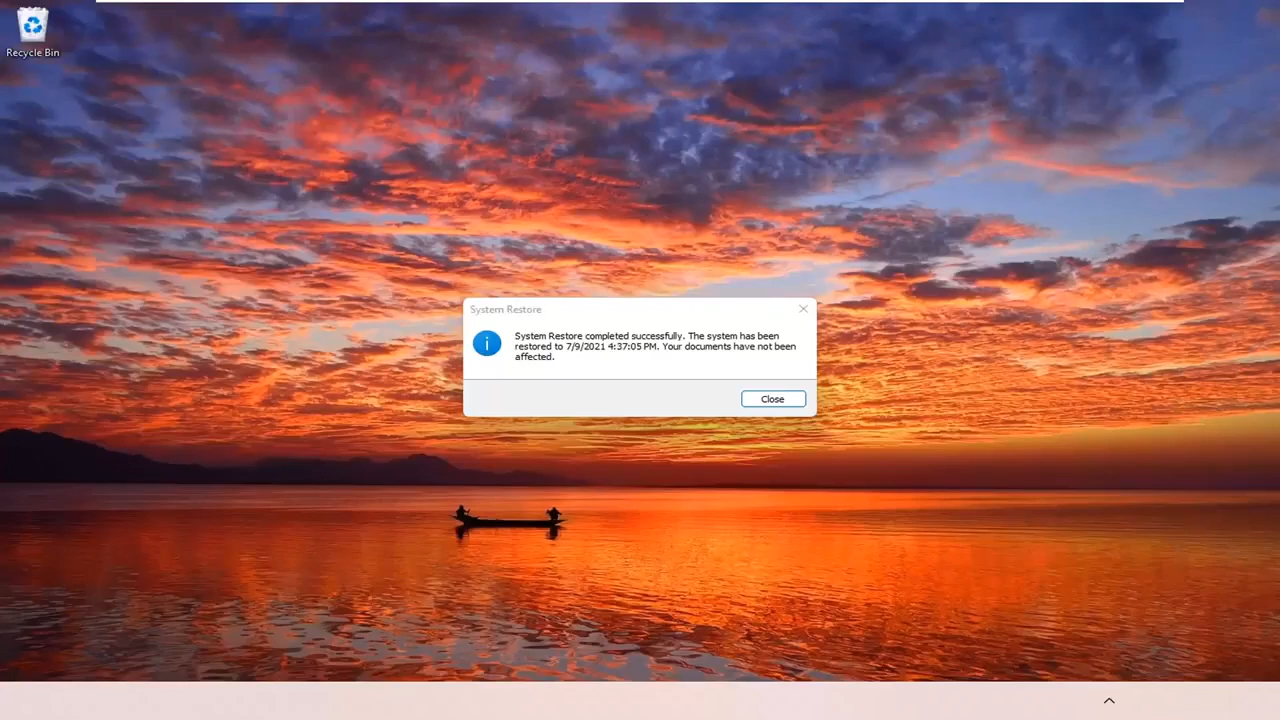 Recycle Bin
System Restore
System Restore completed successfully. The system has been
restored to 7/9/2021 4:37:05 PM. Your documents have not been
affected.
Close